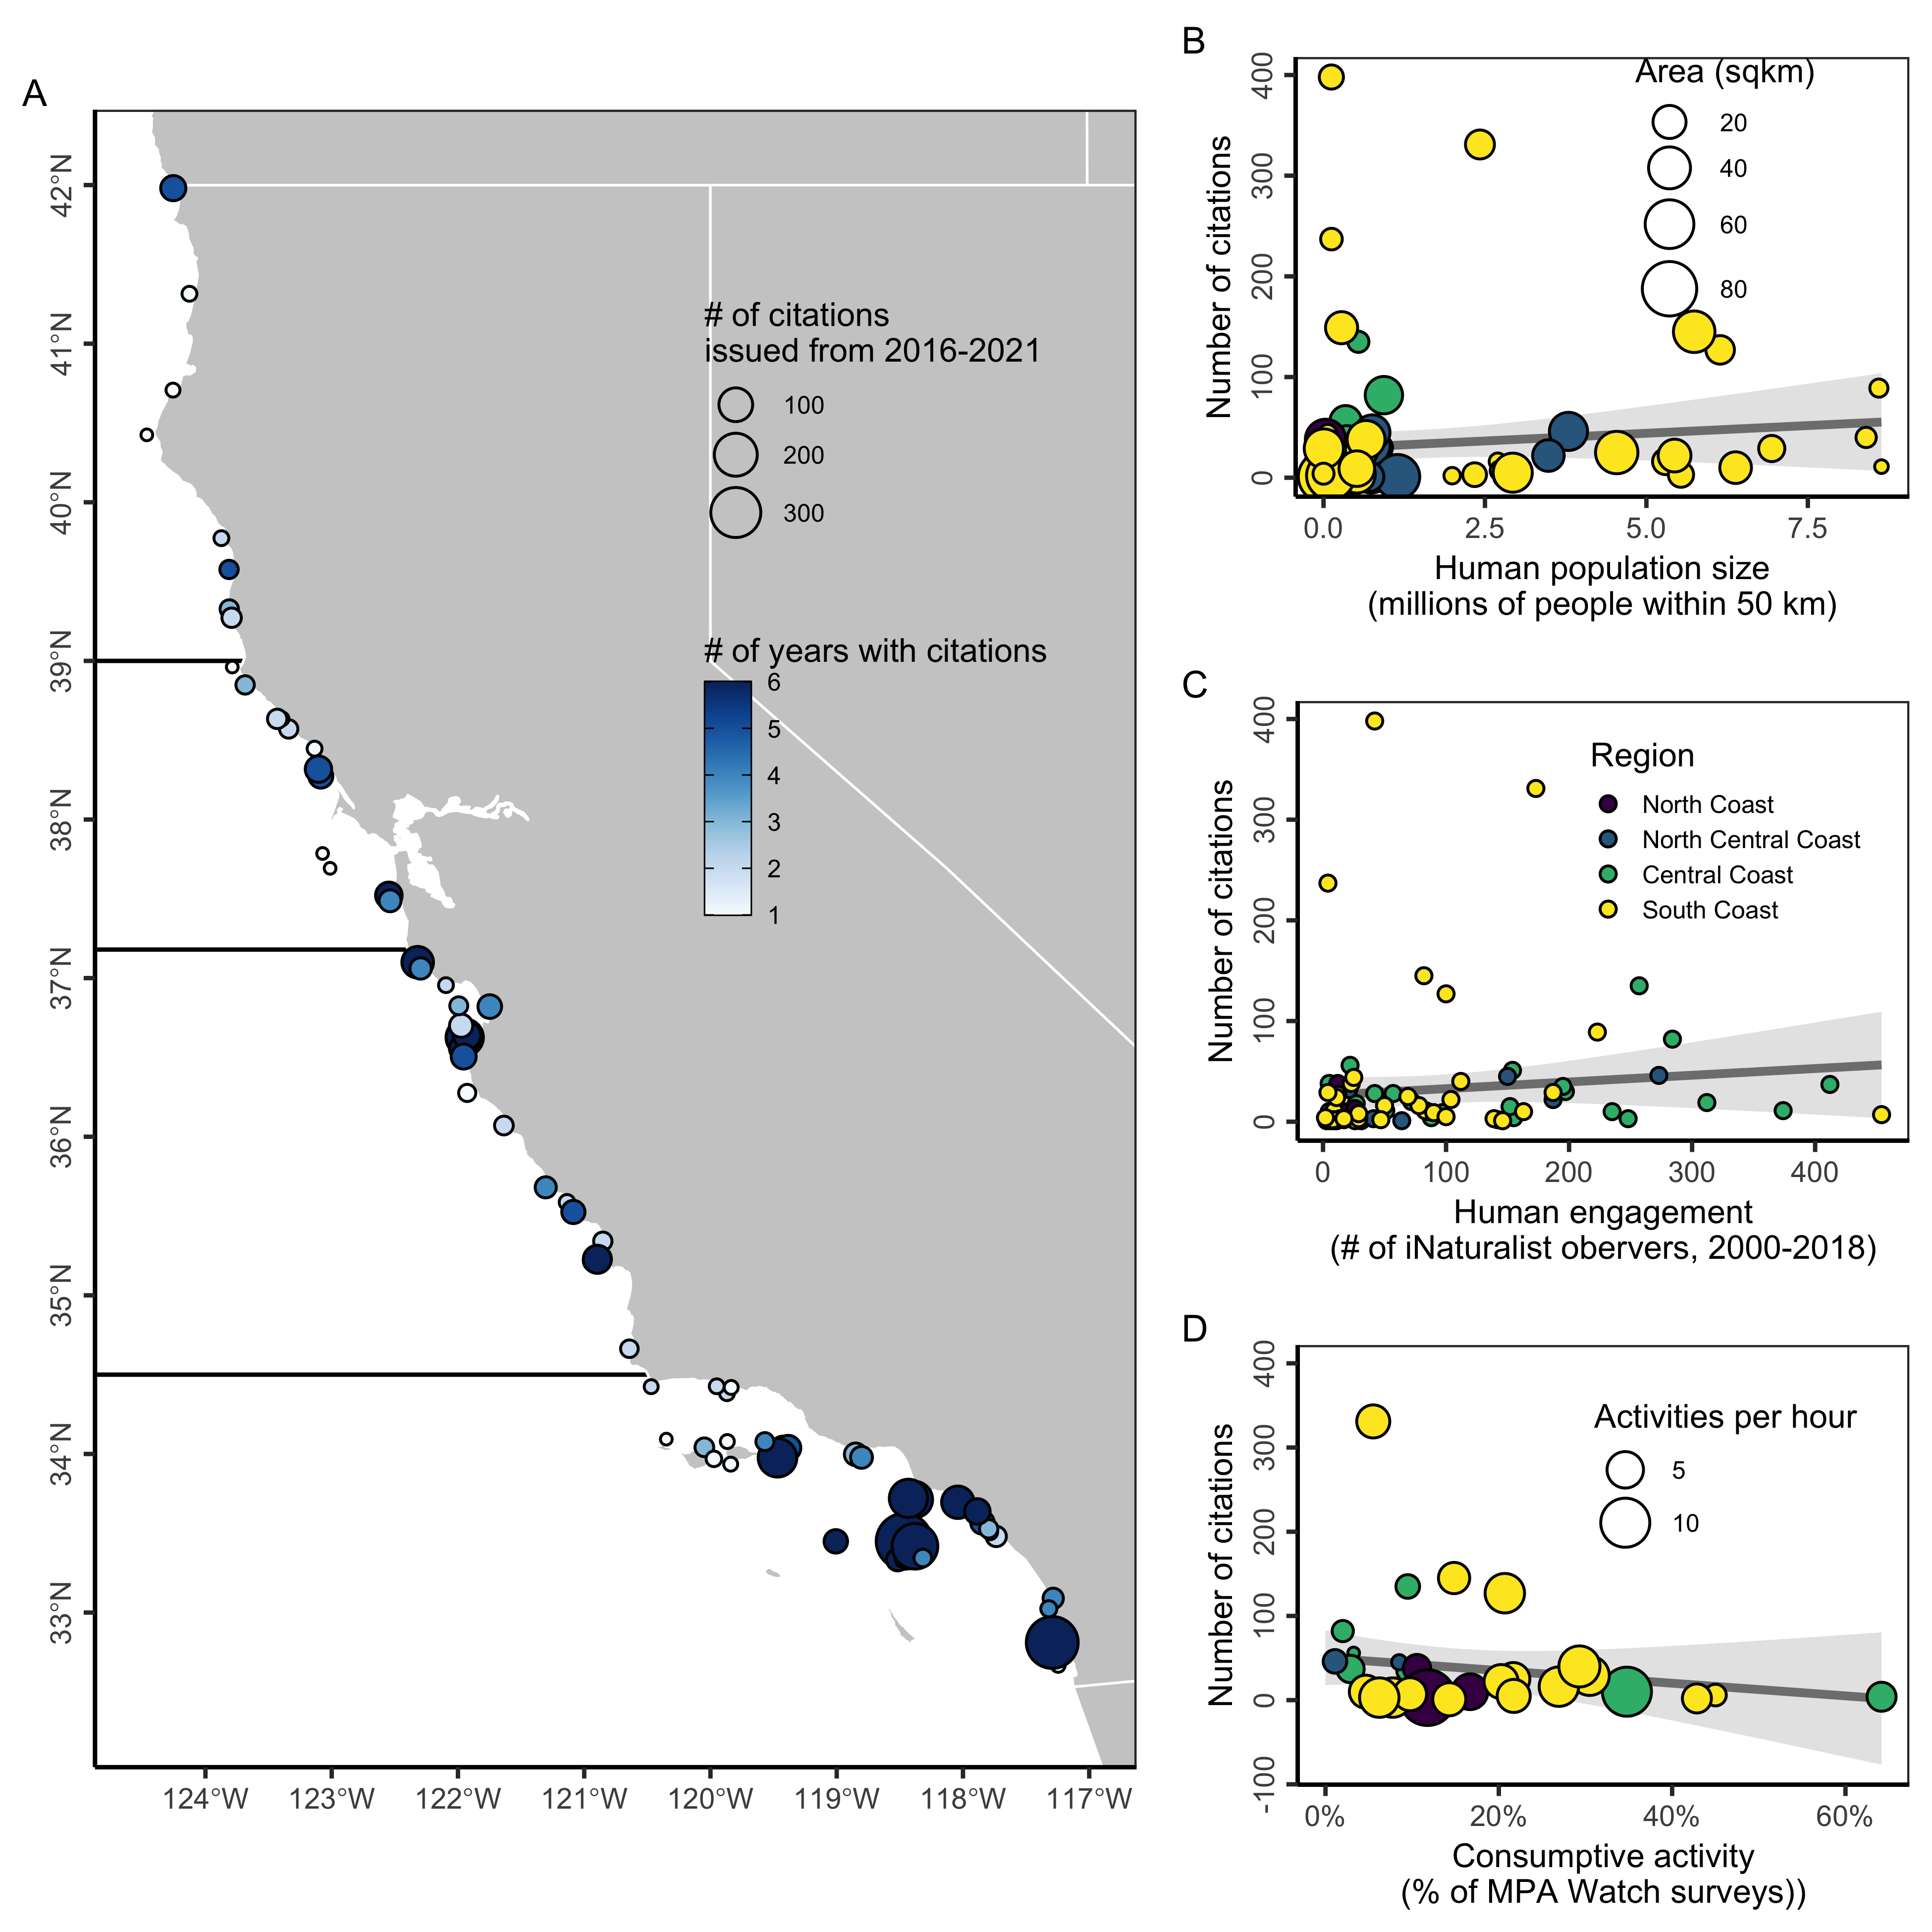 A
42°N
41°N
40°N
39°N
38°N
37°N
36°N
35°N
34°N
33°N
124°W
123°W
122°W
121°W
120°W
119°W
118°W
117°W
# of citations
issued from 2016-2021
100
200
300
# of years with citations
6
5
4
3
2
1
B
Number of citations
400
300
200
100
0
Area (sqkm)
20
40
60
80
0.0
2.5
5.0
7.5
Human population size
(millions of people within 50 km)
C
Number of citations
400
300
200
100
0
Region
North Coast
North Central Coast
Central Coast
South Coast
0
100
200
300
400
Human engagement
(# of iNaturalist obervers, 2000-2018)
D
Number of citations
400
300
200
100
0
-100
Activities per hour
5
10
0%
20%
40%
60%
Consumptive activity
(% of MPA Watch surveys))